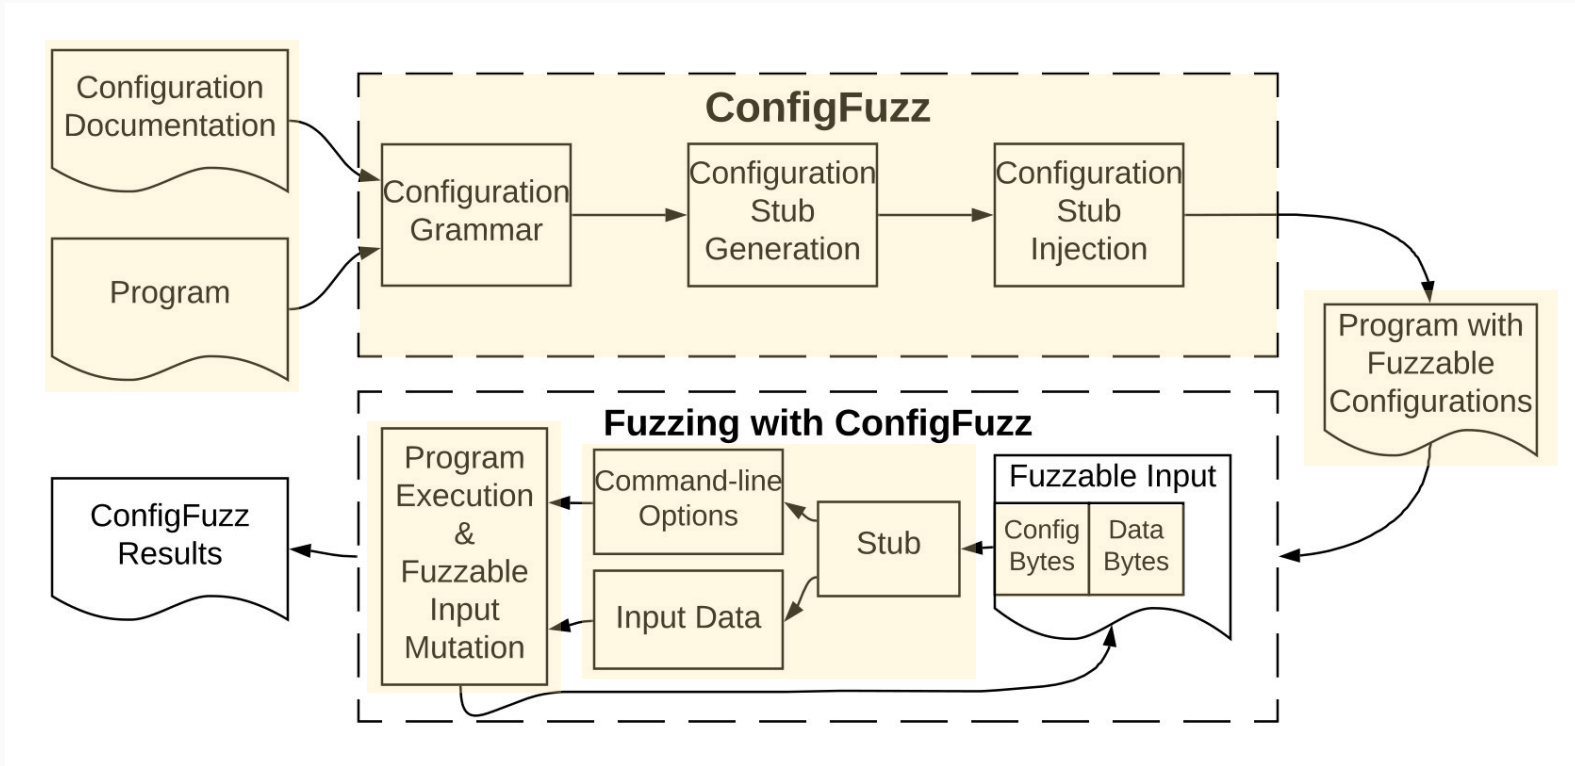 Configuration
Documentation
Program
ConfigFuzz
Configuration
Grammar
Configuration
Stub
Generation
Configuration
Stub
Injection
Program with
Fuzzable
Configurations
Fuzzing with ConfigFuzz
Program
Execution
&
Fuzzable
Input
Mutation
Command-line
Options
Input Data
Stub
Fuzzable Input
Config
Bytes
Data
Bytes
ConfigFuzz
Results